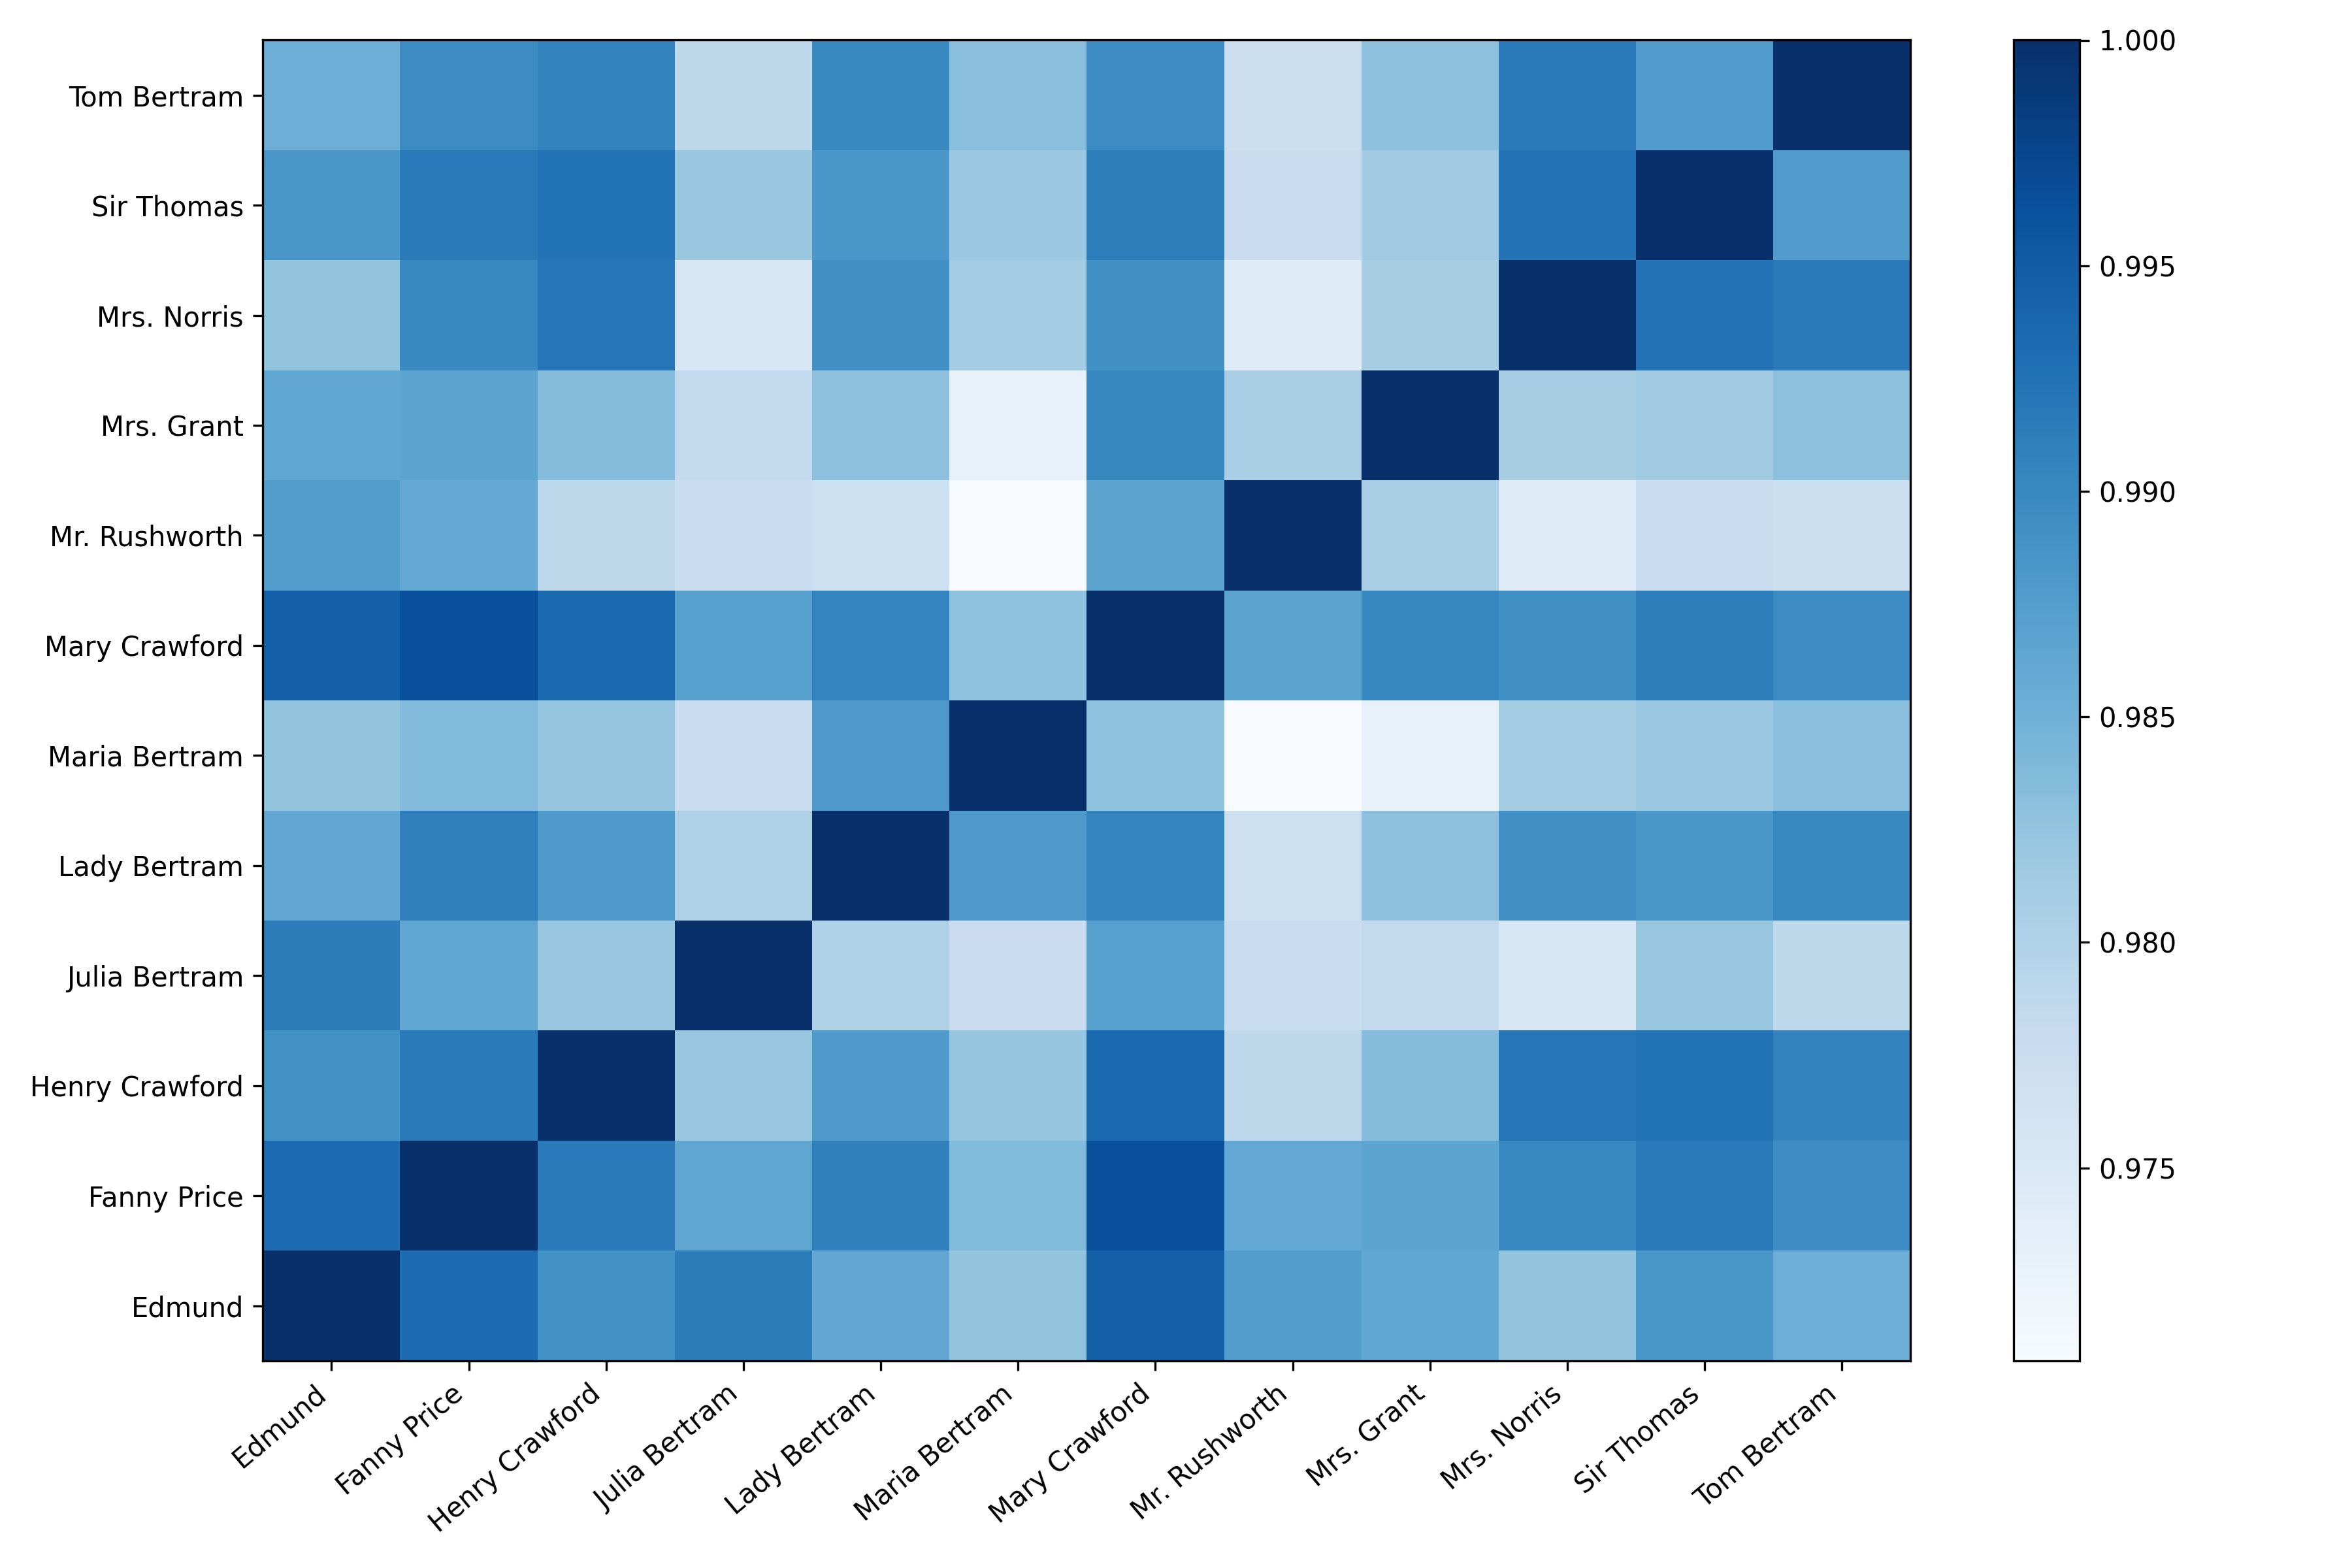 Tom Bertram
Sir Thomas
Mrs. Norris
Mrs. Grant
Mr. Rushworth
Mary Crawford
Maria Bertram
Lady Bertram
Julia Bertram
Henry Crawford
Fanny Price
Edmund
Edmund
Fanny Price
Henry Crawford
Julia Bertram
Lady Bertram
Maria Bertram
Mary Crawford
Mr. Rushworth
Mrs. Grant
Mrs. Norris
Sir Thomas
Tom Bertram
1.000
0.995
0.990
0.985
0.980
0.975